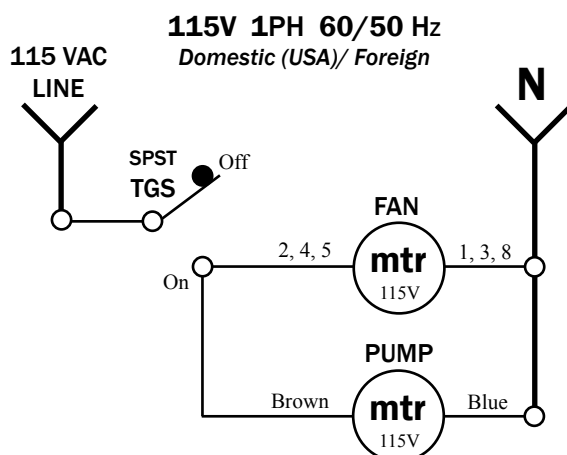 115V 1PH 60/50 Hz
Domestic (USA)/ Foreign
115 VAC
LINE
N
SPST
TGS
Off
FAN
On
2, 4, 5
mtr
115V
1, 3, 8
PUMP
Brown
mtr
115V
Blue